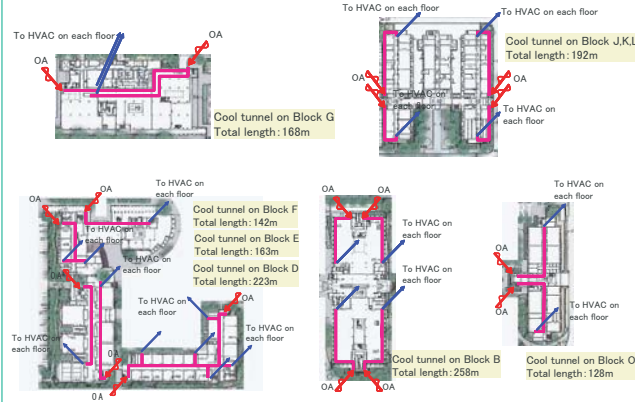 To HVAC on each floor
OA
OA
Cool tunnel on Block G
Total length:168m
To HVAC on each floor
To HVAC on each floor
Cool tunnel on Block J,K,L
Total length:192m
OA
OA
To HVAC on
each floor
To HVAC on
each floor
OA
OA
To HVAC on
each floor
Cool tunnel on Block F
Total length:142m
Cool tunnel on Block E
Total length:163m
Cool tunnel on Block D
Total length:223m
To HVAC on
each floor
OA
To HVAC on
each floor
To HVAC on
each floor
OA
To HVAC on
each floor
To HVAC on
each floor
OA
OA
OA
To HVAC on
each floor
To HVAC on
each floor
Cool tunnel on Block B
Total length:258m
OA
OA
To HVAC on
each floor
OA
OA
To HVAC on
each floor
Cool tunnel on Block O
Total length:128m